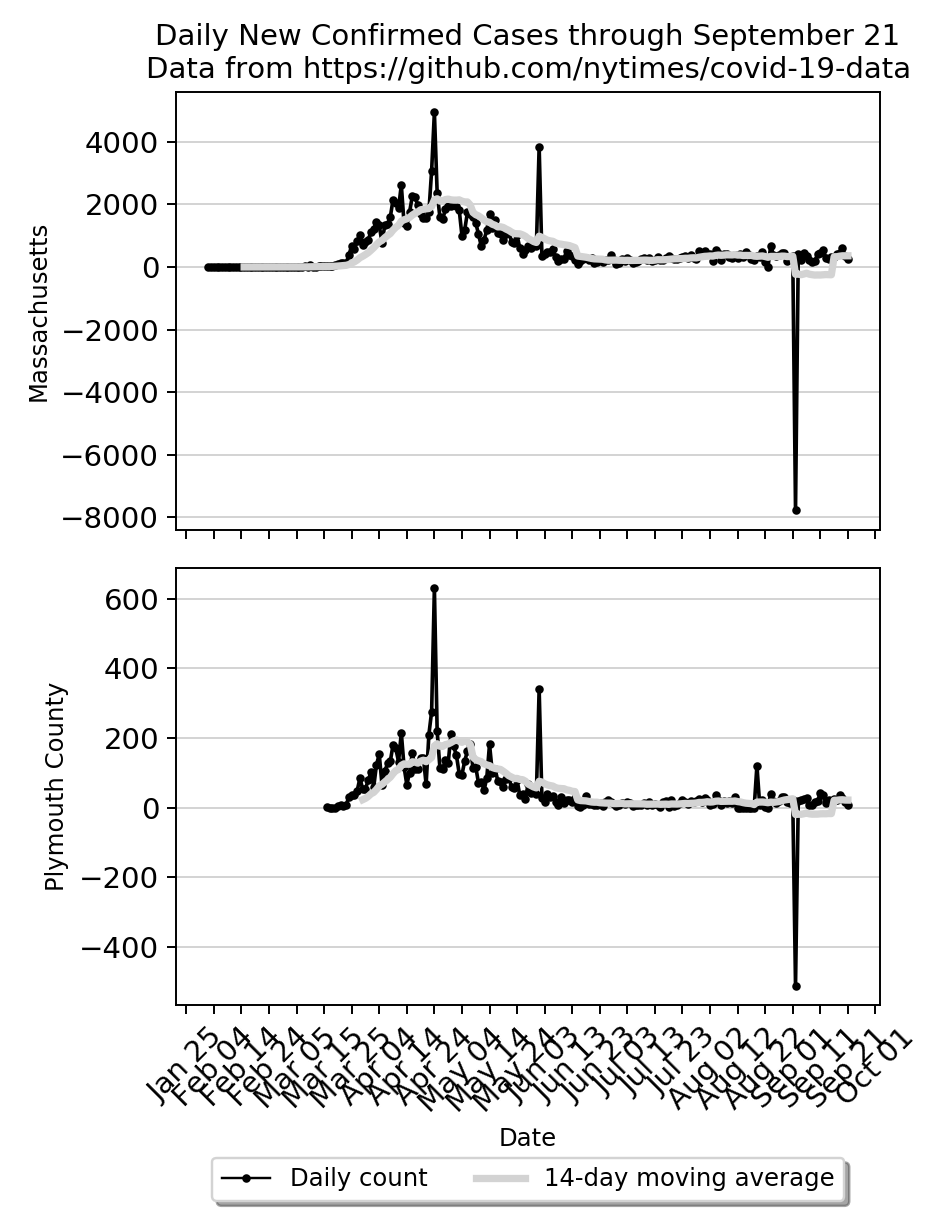 Daily New Confirmed Cases through September 21
Data from https://github.com/nytimes/covid-19-data
4000
2000
0
−2000
−4000
−6000
−8000
Massachusetts
600
400
200
0
−200
−400
Plymouth County
Jan 25
Feb 04
Feb 14
Feb 24
Mar 05
Mar 15
Mar 25
Apr 04
Apr 14
Apr 24
May 04
May 14
May 24
Jun 03
Jun 13
Jun 23
Jul 03
Jul 13
Jul 23
Aug 02
Aug 12
Aug 22
Sep 01
Sep 11
Sep 21
Oct 01
Date
Daily count
14-day moving average